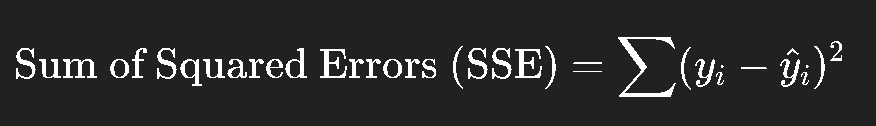 Sum of Squared Errors (SSE) = ∑(yᵢ − ŷᵢ)²